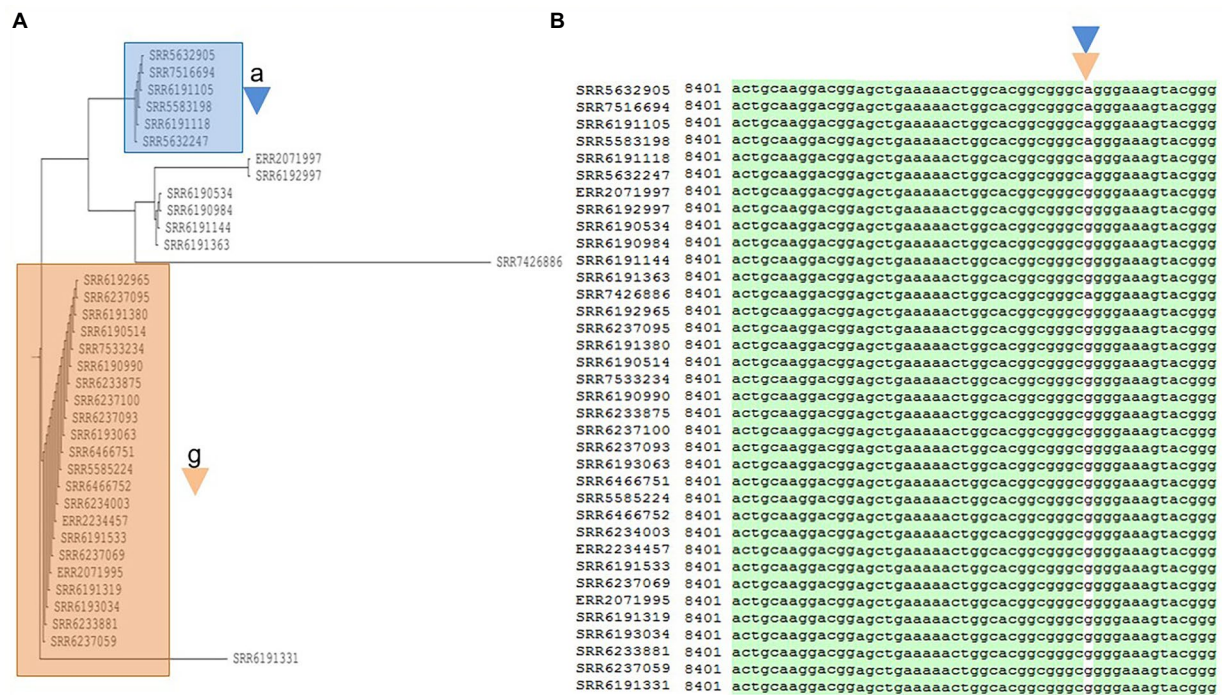 A
SRR5632905
SRR7516694
SRR6191105
SRR5583198
SRR6191118
SRR5632247
a
ERR2071997
SRR6192997
SRR6190534
SRR6190984
SRR6191144
SRR6191363
SRR7426886
SRR6192965
SRR6237095
SRR6191380
SRR6190514
SRR7533234
SRR6190990
SRR6233875
SRR6237100
SRR6237093
SRR6193063
SRR6466751
SRR5585224
SRR6466752
SRR6234003
ERR2234457
SRR6191533
SRR6237069
ERR2071995
SRR6191319
SRR6193034
SRR6233881
SRR6237059
g
SRR6191331
B
SRR5632905 8401 actgcaaggacggagctgaaaaactggcacggcgggcagggaaagtacggg
SRR7516694 8401 actgcaaggacggagctgaaaaactggcacggcgggcagggaaagtacggg
SRR6191105 8401 actgcaaggacggagctgaaaaactggcacggcgggcagggaaagtacggg
SRR5583198 8401 actgcaaggacggagctgaaaaactggcacggcgggcagggaaagtacggg
SRR6191118 8401 actgcaaggacggagctgaaaaactggcacggcgggcagggaaagtacggg
SRR5632247 8401 actgcaaggacggagctgaaaaactggcacggcgggcagggaaagtacggg
ERR2071997 8401 actgcaaggacggagctgaaaaactggcacggcgggcggggaaagtacggg
SRR6192997 8401 actgcaaggacggagctgaaaaactggcacggcgggcggggaaagtacggg
SRR6190534 8401 actgcaaggacggagctgaaaaactggcacggcgggcggggaaagtacggg
SRR6190984 8401 actgcaaggacggagctgaaaaactggcacggcgggcggggaaagtacggg
SRR6191144 8401 actgcaaggacggagctgaaaaactggcacggcgggcggggaaagtacggg
SRR6191363 8401 actgcaaggacggagctgaaaaactggcacggcgggcggggaaagtacggg
SRR7426886 8401 actgcaaggacggagctgaaaaactggcacggcgggcagggaaagtacggg
SRR6192965 8401 actgcaaggacggagctgaaaaactggcacggcgggcggggaaagtacggg
SRR6237095 8401 actgcaaggacggagctgaaaaactggcacggcgggcggggaaagtacggg
SRR6191380 8401 actgcaaggacggagctgaaaaactggcacggcgggcggggaaagtacggg
SRR6190514 8401 actgcaaggacggagctgaaaaactggcacggcgggcggggaaagtacggg
SRR7533234 8401 actgcaaggacggagctgaaaaactggcacggcgggcggggaaagtacggg
SRR6190990 8401 actgcaaggacggagctgaaaaactggcacggcgggcggggaaagtacggg
SRR6233875 8401 actgcaaggacggagctgaaaaactggcacggcgggcggggaaagtacggg
SRR6237100 8401 actgcaaggacggagctgaaaaactggcacggcgggcggggaaagtacggg
SRR6237093 8401 actgcaaggacggagctgaaaaactggcacggcgggcggggaaagtacggg
SRR6193063 8401 actgcaaggacggagctgaaaaactggcacggcgggcggggaaagtacggg
SRR6466751 8401 actgcaaggacggagctgaaaaactggcacggcgggcggggaaagtacggg
SRR5585224 8401 actgcaaggacggagctgaaaaactggcacggcgggcggggaaagtacggg
SRR6466752 8401 actgcaaggacggagctgaaaaactggcacggcgggcggggaaagtacggg
SRR6234003 8401 actgcaaggacggagctgaaaaactggcacggcgggcggggaaagtacggg
ERR2234457 8401 actgcaaggacggagctgaaaaactggcacggcgggcggggaaagtacggg
SRR6191533 8401 actgcaaggacggagctgaaaaactggcacggcgggcggggaaagtacggg
SRR6237069 8401 actgcaaggacggagctgaaaaactggcacggcgggcggggaaagtacggg
ERR2071995 8401 actgcaaggacggagctgaaaaactggcacggcgggcggggaaagtacggg
SRR6191319 8401 actgcaaggacggagctgaaaaactggcacggcgggcggggaaagtacggg
SRR6193034 8401 actgcaaggacggagctgaaaaactggcacggcgggcggggaaagtacggg
SRR6233881 8401 actgcaaggacggagctgaaaaactggcacggcgggcggggaaagtacggg
SRR6237059 8401 actgcaaggacggagctgaaaaactggcacggcgggcggggaaagtacggg
SRR6191331 8401 actgcaaggacggagctgaaaaactggcacggcgggcggggaaagtacggg